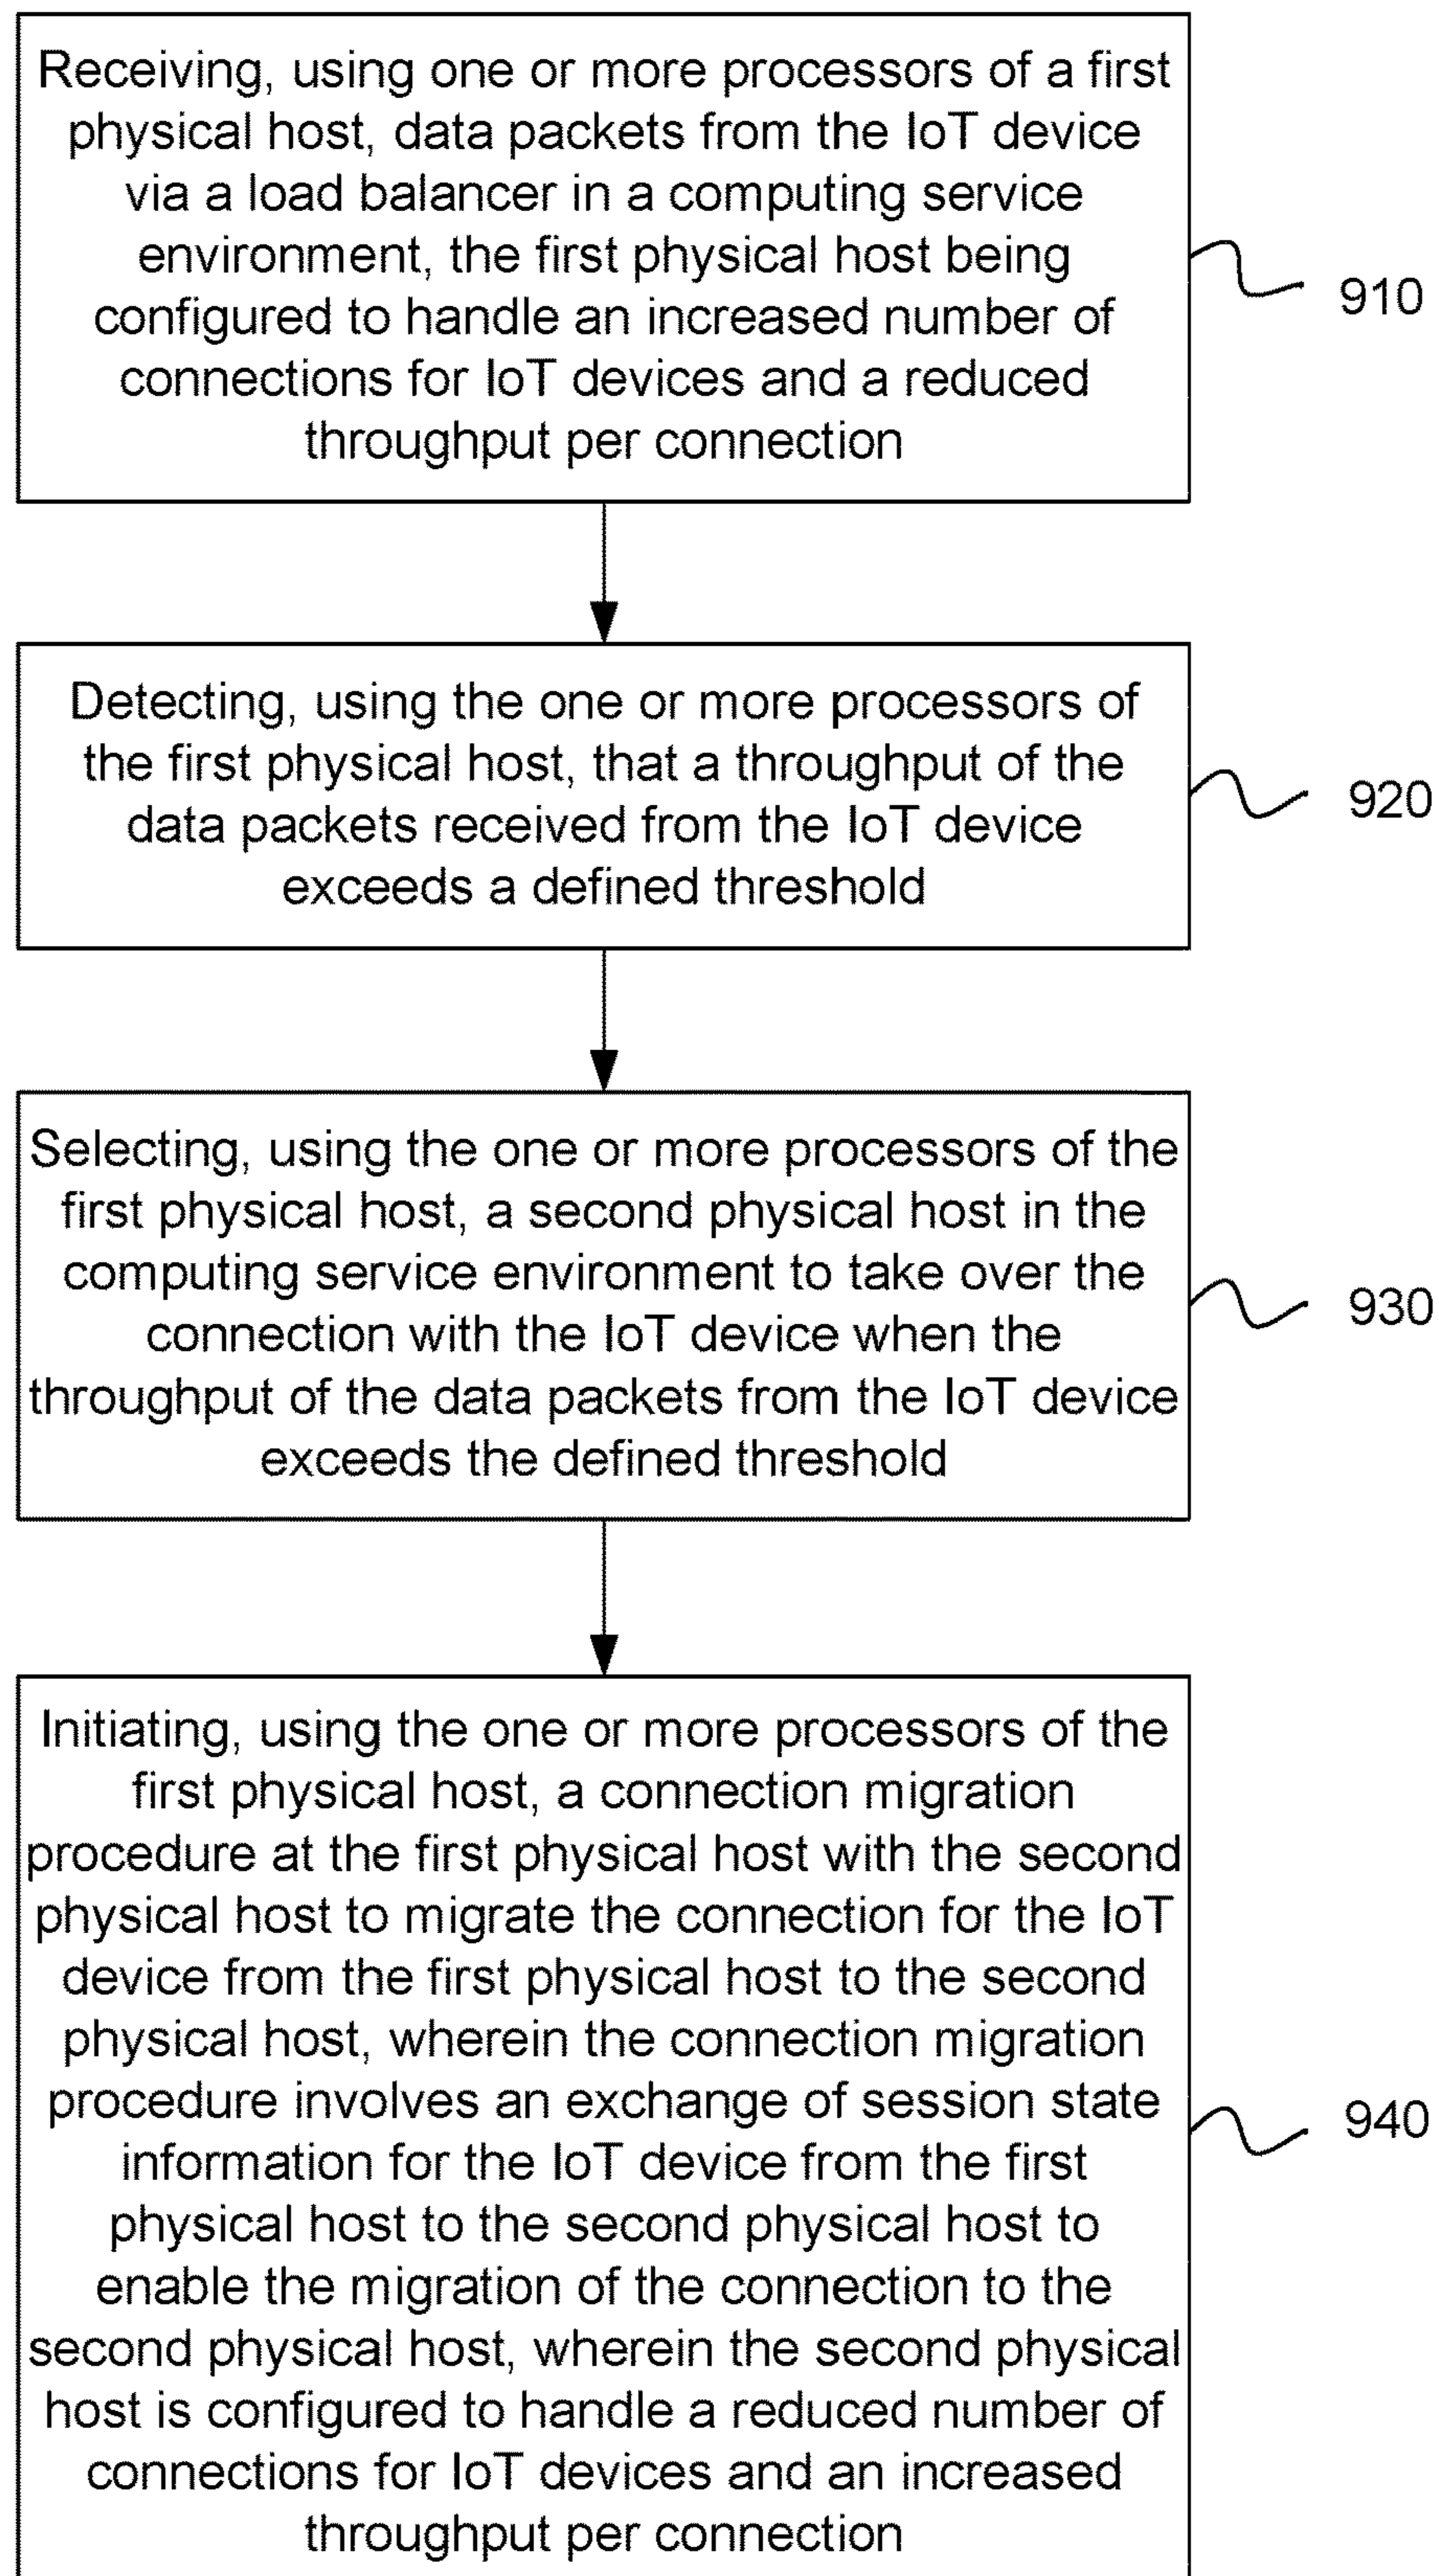 Receiving, using one or more processors of a first
physical host, data packets from the IoT device
via a load balancer in a computing service
environment, the first physical host being
configured to handle an increased number of
connections for IoT devices and a reduced
throughput per connection
910
Detecting, using the one or more processors of
the first physical host, that a throughput of the
data packets received from the IoT device
exceeds a defined threshold
920
Selecting, using the one or more processors of the
first physical host, a second physical host in the
computing service environment to take over the
connection with the IoT device when the
throughput of the data packets from the IoT device
exceeds the defined threshold
930
Initiating, using the one or more processors of the
first physical host, a connection migration
procedure at the first physical host with the second
physical host to migrate the connection for the IoT
device from the first physical host to the second
physical host, wherein the connection migration
procedure involves an exchange of session state
information for the IoT device from the first
physical host to the second physical host to
enable the migration of the connection to the
second physical host, wherein the second physical
host is configured to handle a reduced number of
connections for IoT devices and an increased
throughput per connection
940